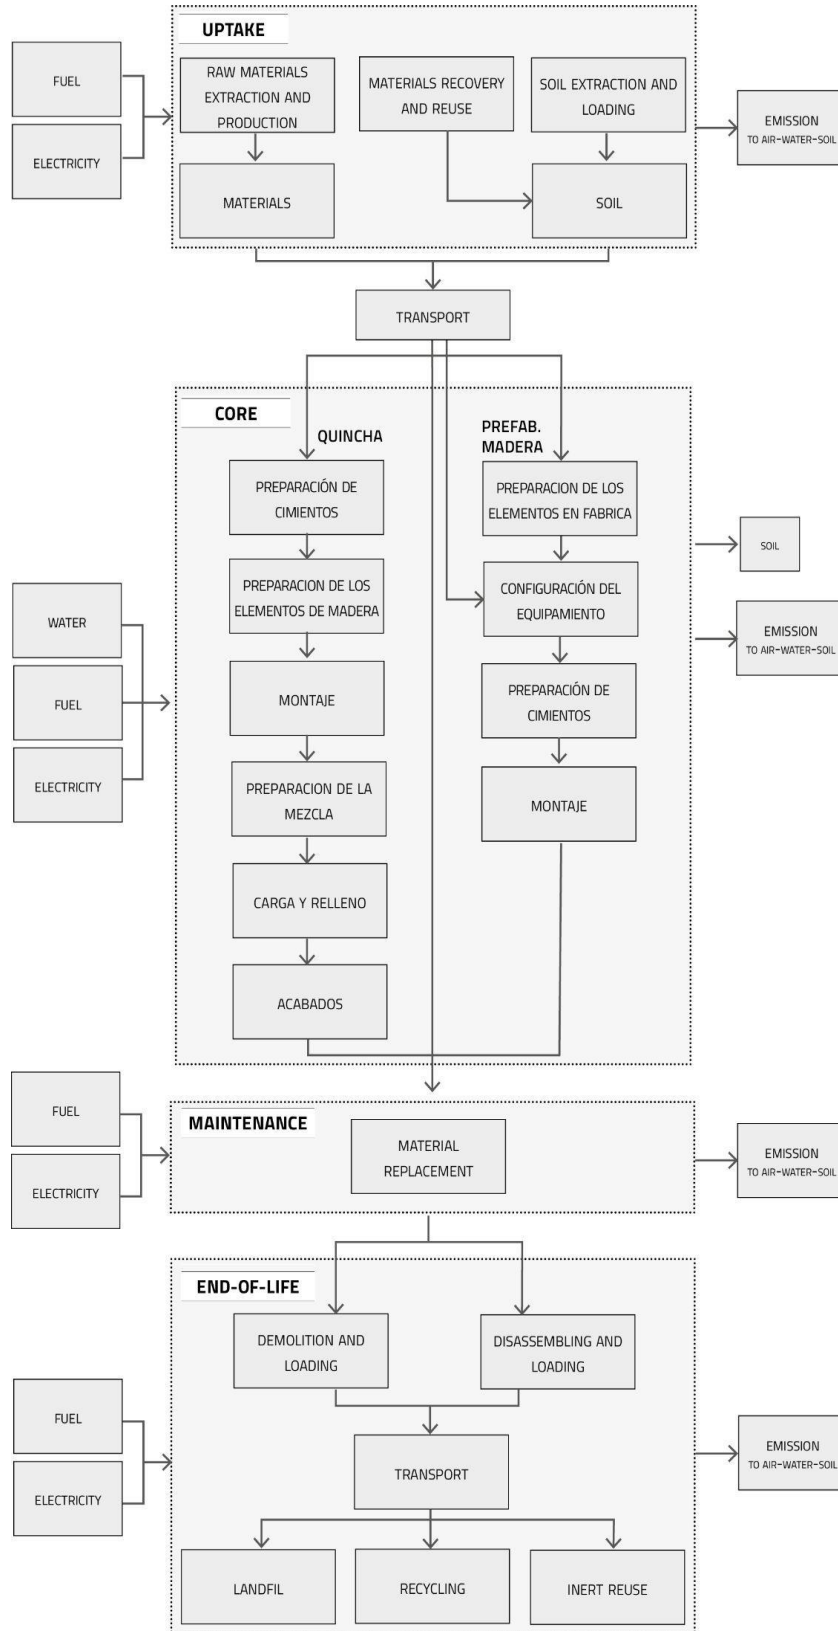 UPTAKE
FUEL
ELECTRICITY
RAW MATERIALS
EXTRACTION AND
PRODUCTION
MATERIALS RECOVERY
AND REUSE
SOIL EXTRACTION AND
LOADING
MATERIALS
SOIL
EMISSION
TO AIR-WATER-SOIL
TRANSPORT
CORE
QUINCHA
PREFAB.
MADERA
PREPARACIÓN DE
CIMIENTOS
PREPARACION DE LOS
ELEMENTOS DE MADERA
MONTAJE
PREPARACION DE LA
MEZCLA
CARGA Y RELLENO
ACABADOS
PREPARACION DE LOS
ELEMENTOS EN FABRICA
CONFIGURACIÓN DEL
EQUIPAMIENTO
PREPARACIÓN DE
CIMIENTOS
MONTAJE
WATER
FUEL
ELECTRICITY
SOIL
EMISSION
TO AIR-WATER-SOIL
MAINTENANCE
FUEL
ELECTRICITY
MATERIAL
REPLACEMENT
EMISSION
TO AIR-WATER-SOIL
END-OF-LIFE
DEMOLITION AND
LOADING
DISASSEMBLING AND
LOADING
FUEL
ELECTRICITY
TRANSPORT
EMISSION
TO AIR-WATER-SOIL
LANDFIL
RECYCLING
INERT REUSE